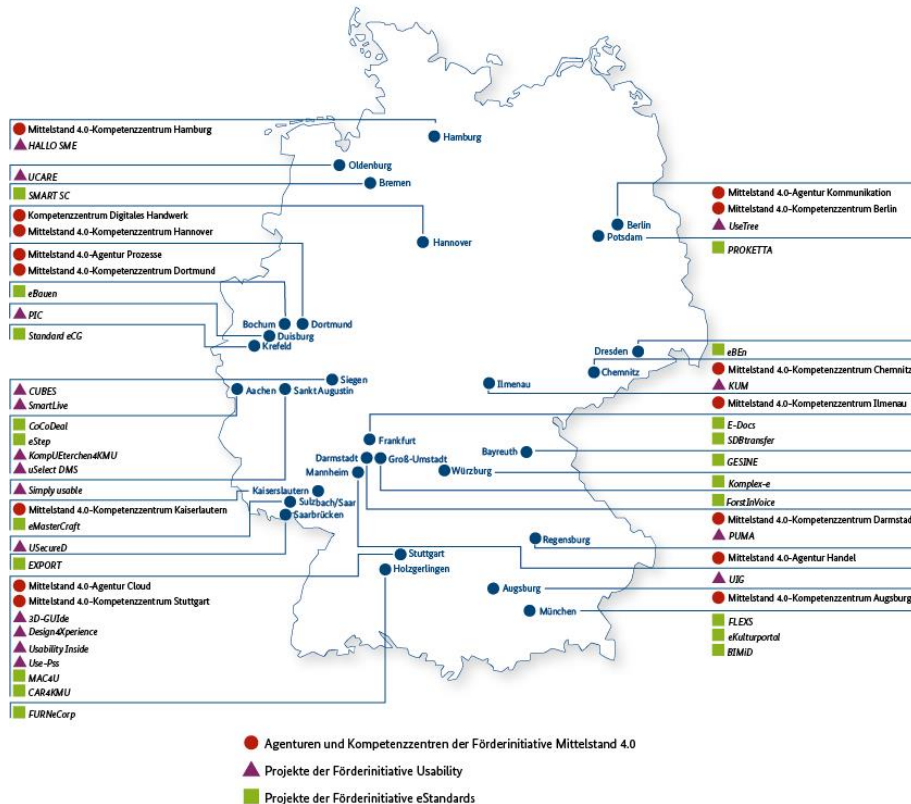 Mittelstand 4.0-Kompetenzzentrum Hamburg
HALLO SME
UCARE
SMART SC
Kompetenzzentrum Digitales Handwerk
Mittelstand 4.0-Kompetenzzentrum Hannover
Mittelstand 4.0-Agentur Prozesse
Mittelstand 4.0-Kompetenzzentrum Dortmund
eBauen
PIC
Standard eCG
CUBES
SmartLive
CoCoDeal
eStep
KompUEterchen4KMU
uSelect DMS
Simply usable
Mittelstand 4.0-Kompetenzzentrum Kaiserlautern
eMasterCraft
USecureD
EXPORT
Mittelstand 4.0-Agentur Cloud
Mittelstand 4.0-Kompetenzzentrum Stuttgart
3D-GUIde
Design4Xperience
Usability Inside
Use-Pss
MAC4U
CAR4KMU
FURNeCorp
Hamburg
Oldenburg
Bremen
Hannover
Berlin
Potsdam
Bochum
Dortmund
Duisburg
Krefeld
Dresden
Chemnitz
Siegen
Aachen
Sankt Augustin
Ilmenau
Frankfurt
Darmstadt
Groß-Umstadt
Bayreuth
Mannheim
Würzburg
Kaiserslautern
Sulzbach/Saar
Saarbrücken
Regensburg
Stuttgart
Holzgerlingen
Augsburg
München
Mittelstand 4.0-Agentur Kommunikation
Mittelstand 4.0-Kompetenzzentrum Berlin
UseTree
PROKETTA
eBEn
Mittelstand 4.0-Kompetenzzentrum Chemnitz
KUM
Mittelstand 4.0-Kompetenzzentrum Ilmenau
E-Docs
SDBtransfer
GESINE
Komplex-e
ForstInVoice
Mittelstand 4.0-Kompetenzzentrum Darmstad
PUMA
Mittelstand 4.0-Agentur Handel
UIG
Mittelstand 4.0-Kompetenzzentrum Augsburg
FLEXS
eKulturportal
BIMiD
Agenturen und Kompetenzzentren der Förderinitiative Mittelstand 4.0
Projekte der Förderinitiative Usability
Projekte der Förderinitiative eStandards